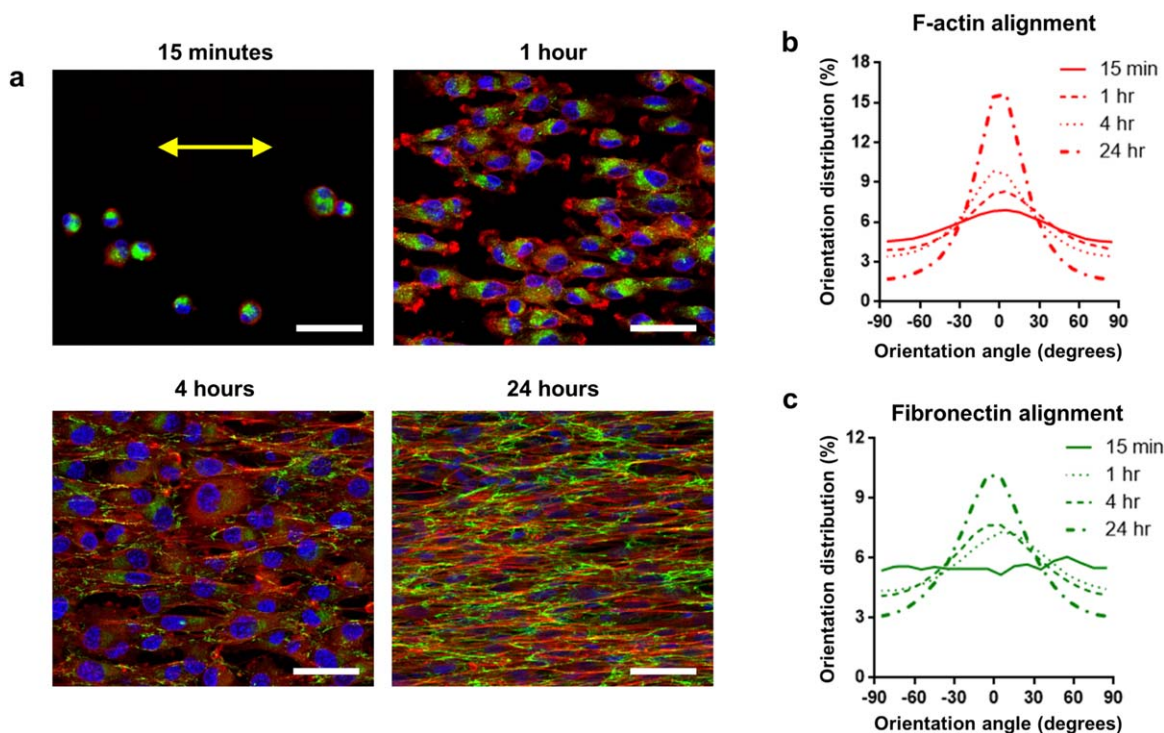 a
15 minutes
1 hour
4 hours
24 hours
b
F-actin alignment
Orientation distribution (%)
18
15
12
9
6
3
0
-90 -60 -30 0 30 60 90
Orientation angle (degrees)
15 min
1 hr
4 hr
24 hr
c
Fibronectin alignment
Orientation distribution (%)
12
9
6
3
0
-90 -60 -30 0 30 60 90
Orientation angle (degrees)
15 min
1 hr
4 hr
24 hr